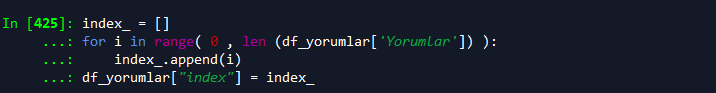 In [425]: index_ = []
     ...: for i in range( 0 , len (df_yorumlar['Yorumlar']) ):
     ...:     index_.append(i)
     ...: df_yorumlar["index"] = index_